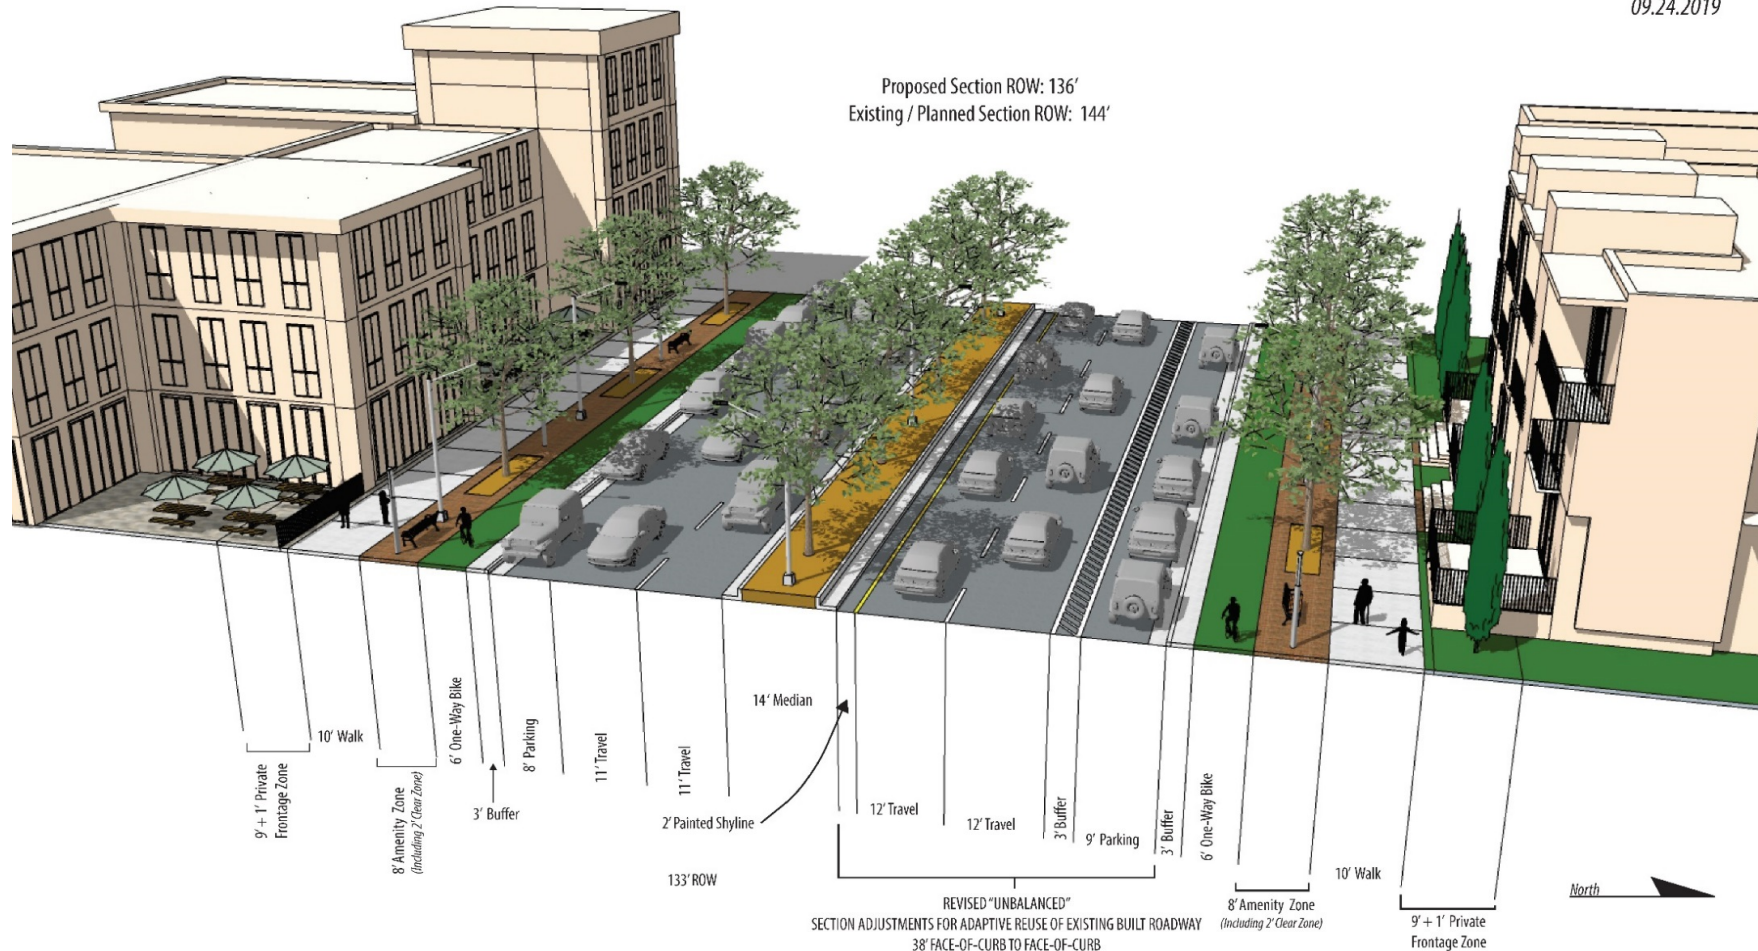 09.24.2019
Proposed Section ROW: 136'
Existing / Planned Section ROW: 144'
9' + 1' Private
Frontage Zone
10' Walk
8' Amenity Zone
(Including 2' Clear Zone)
6' One-Way Bike
3' Buffer
8' Parking
11' Travel
11' Travel
14' Median
2' Painted Shyline
12' Travel
12' Travel
3' Buffer
9' Parking
3' Buffer
6' One-Way Bike
8' Amenity Zone
(Including 2' Clear Zone)
10' Walk
9' + 1' Private
Frontage Zone
133' ROW
REVISED "UNBALANCED"
SECTION ADJUSTMENTS FOR ADAPTIVE REUSE OF EXISTING BUILT ROADWAY
38' FACE-OF-CURB TO FACE-OF-CURB
North